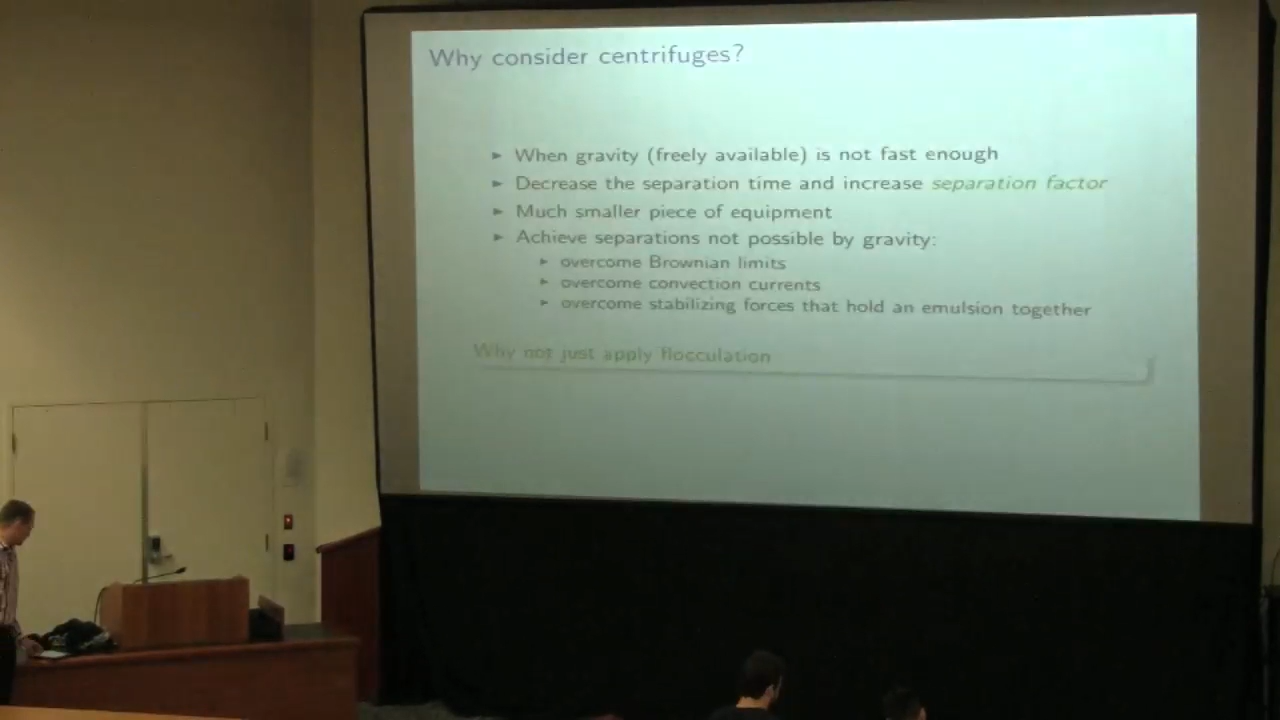 Why consider centrifuges?
► When gravity (freely available) is not fast enough
► Decrease the separation time and increase separation factor
► Much smaller piece of equipment
► Achieve separations not possible by gravity:
► overcome Brownian limits
► overcome convection currents
► overcome stabilizing forces that hold an emulsion together
Why not just apply flocculation